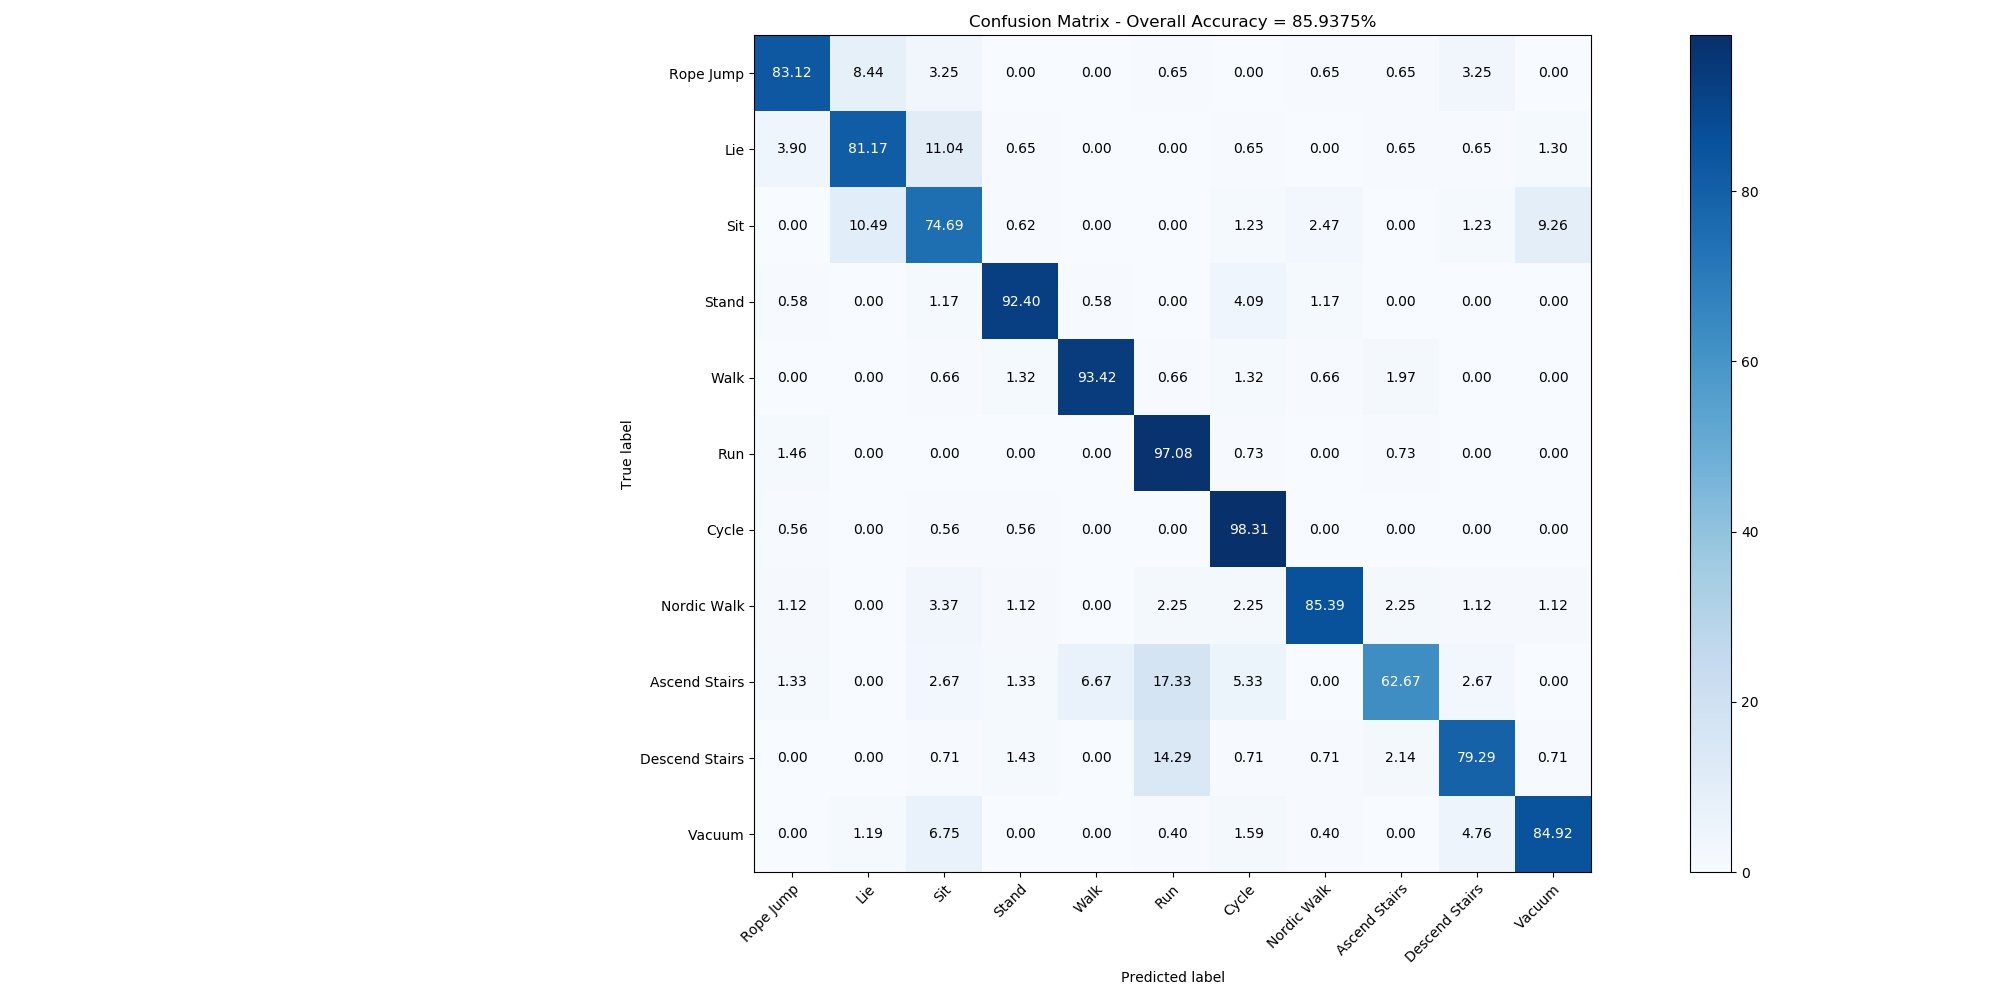 Confusion Matrix - Overall Accuracy = 85.9375%
Rope Jump 83.12 8.44 3.25 0.00 0.00 0.65 0.00 0.65 0.65 3.25 0.00
Lie 3.90 81.17 11.04 0.65 0.00 0.00 0.65 0.00 0.65 0.65 1.30
Sit 0.00 10.49 74.69 0.62 0.00 0.00 1.23 2.47 0.00 1.23 9.26
Stand 0.58 0.00 1.17 92.40 0.58 0.00 4.09 1.17 0.00 0.00 0.00
Walk 0.00 0.00 0.66 1.32 93.42 0.66 1.32 0.66 1.97 0.00 0.00
Run 1.46 0.00 0.00 0.00 0.00 97.08 0.73 0.00 0.73 0.00 0.00
Cycle 0.56 0.00 0.56 0.56 0.00 0.00 98.31 0.00 0.00 0.00 0.00
Nordic Walk 1.12 0.00 3.37 1.12 0.00 2.25 2.25 85.39 2.25 1.12 1.12
Ascend Stairs 1.33 0.00 2.67 1.33 6.67 17.33 5.33 0.00 62.67 2.67 0.00
Descend Stairs 0.00 0.00 0.71 1.43 0.00 14.29 0.71 0.71 2.14 79.29 0.71
Vacuum 0.00 1.19 6.75 0.00 0.00 0.40 1.59 0.40 0.00 4.76 84.92
Rope Jump Lie Sit Stand Walk Run Cycle Nordic Walk Ascend Stairs Descend Stairs Vacuum
Predicted label
True label
80
60
40
20
0